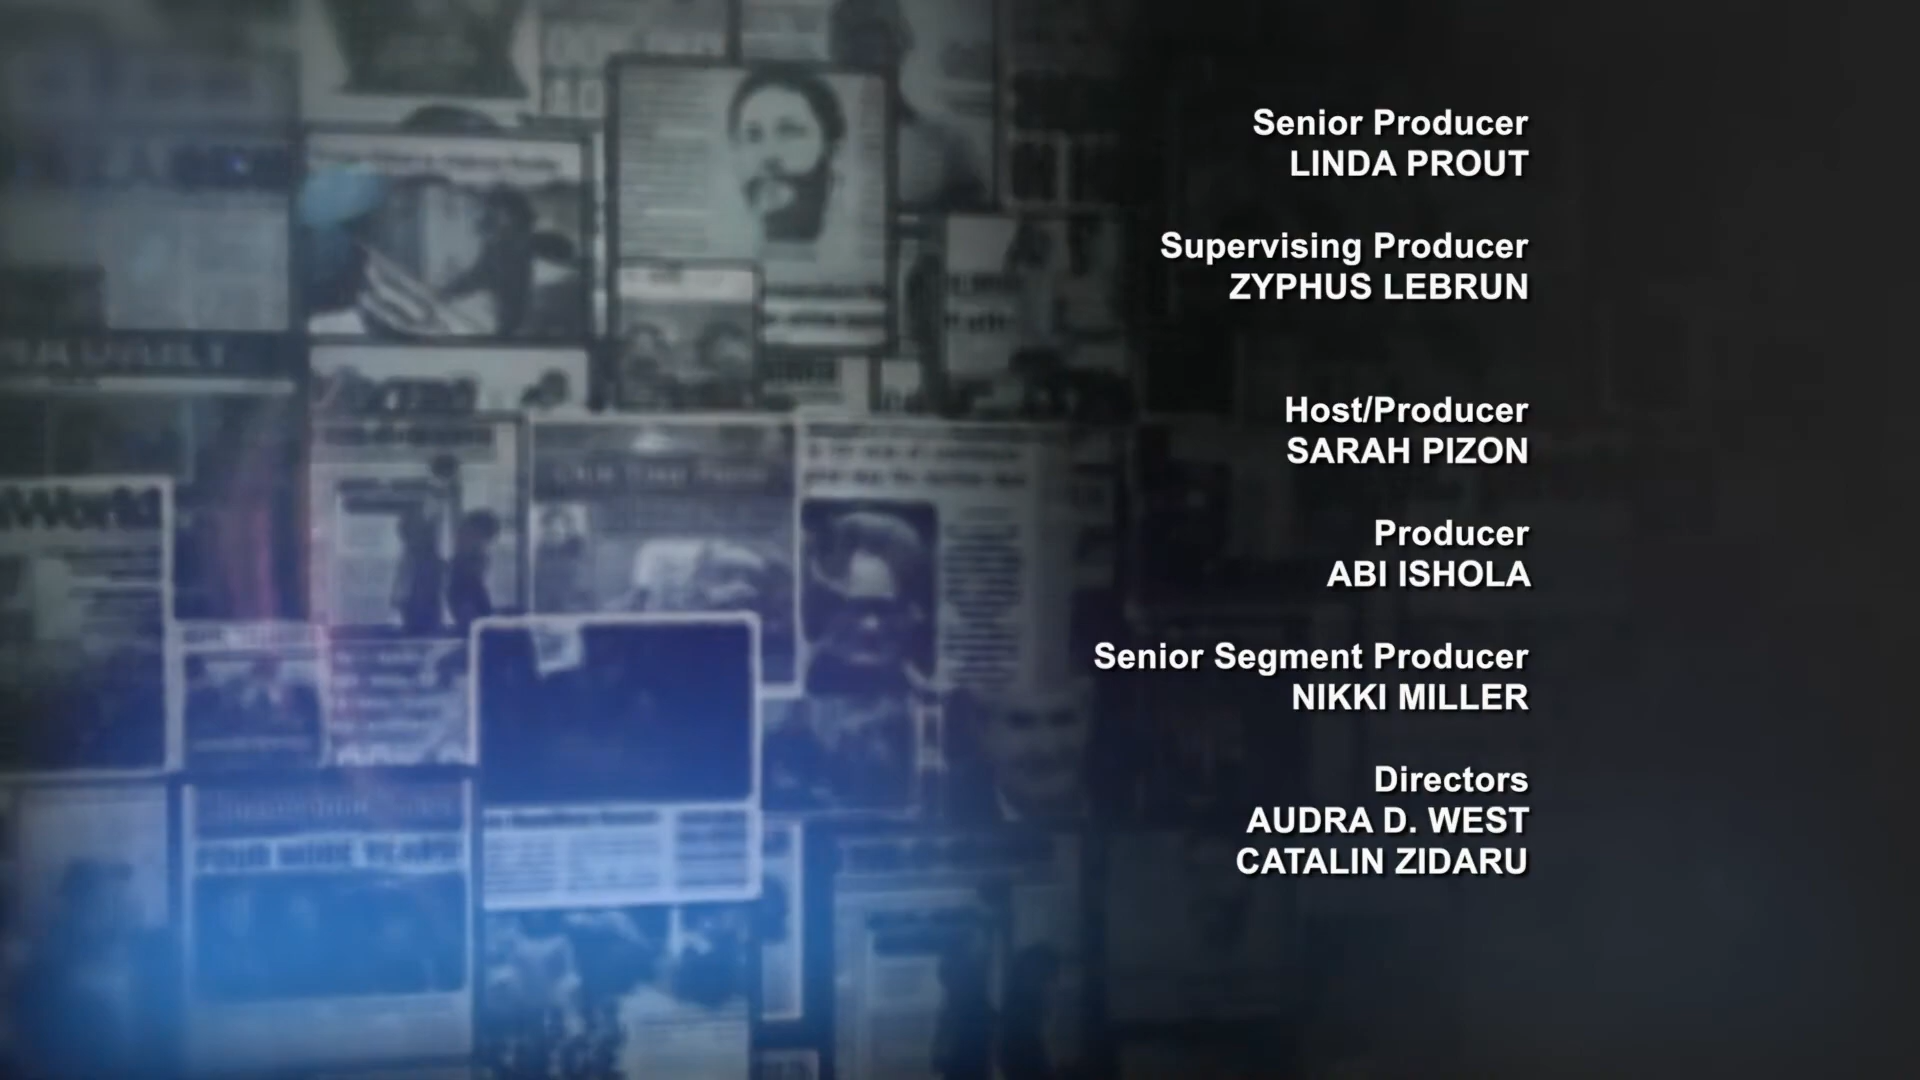 Senior Producer
LINDA PROUT
Supervising Producer
ZYPHUS LEBRUN
Host/Producer
SARAH PIZON
Producer
ABI ISHOLA
Senior Segment Producer
NIKKI MILLER
Directors
AUDRA D. WEST
CATALIN ZIDARU